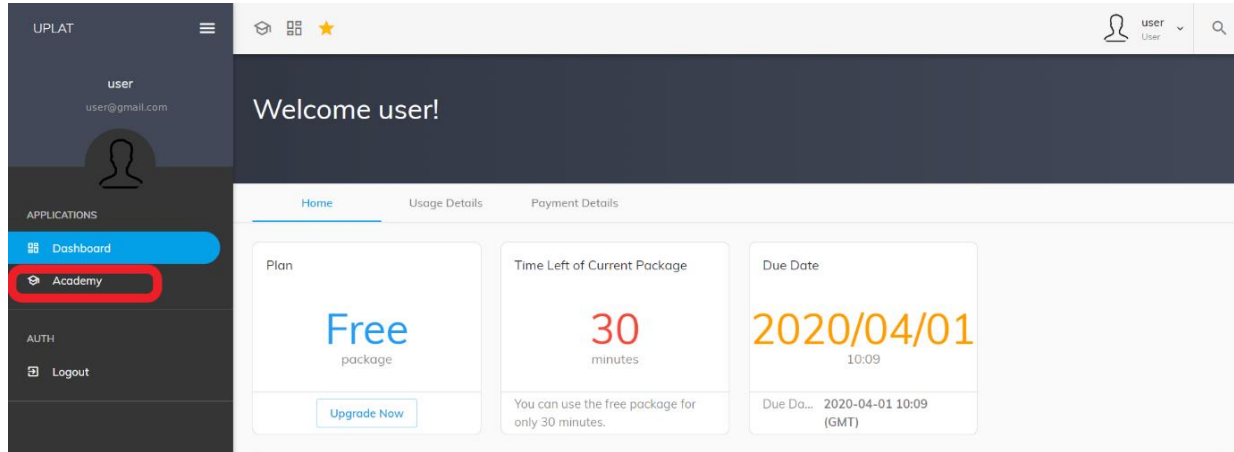 UPLAT
user
User
user
user@gmail.com
Welcome user!
APPLICATIONS
Dashboard
Academy
AUTH
Logout
Home
Usage Details
Payment Details
Plan
Free
package
Upgrade Now
Time Left of Current Package
30
minutes
You can use the free package for
only 30 minutes.
Due Date
2020/04/01
10:09
Due Da... 2020-04-01 10:09
(GMT)